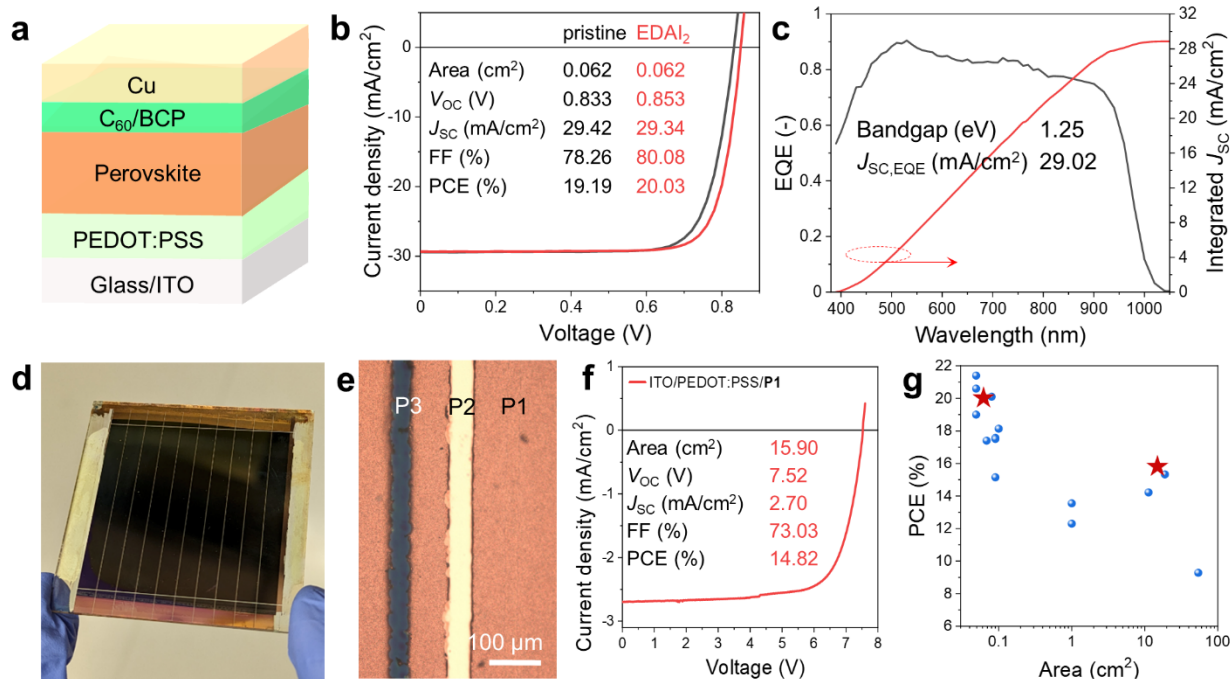 a
Cu
C₆₀/BCP
Perovskite
PEDOT:PSS
Glass/ITO
b
Current density (mA/cm²)
0
-10
-20
-30
pristine EDAI₂
Area (cm²) 0.062 0.062
V_OC (V) 0.833 0.853
J_SC (mA/cm²) 29.42 29.34
FF (%) 78.26 80.08
PCE (%) 19.19 20.03
0 0.2 0.4 0.6 0.8
Voltage (V)
c
EQE (-)
1
0.8
0.6
0.4
0.2
0
Bandgap (eV) 1.25
J_SC,EQE (mA/cm²) 29.02
32
28
24
20
16
12
8
4
0
Integrated J_SC (mA/cm²)
400 500 600 700 800 900 1000
Wavelength (nm)
d
e
P3 P2 P1
100 µm
f
Current density (mA/cm²)
1
0
-1
-2
-3
ITO/PEDOT:PSS/P1
Area (cm²) 15.90
V_OC (V) 7.52
J_SC (mA/cm²) 2.70
FF (%) 73.03
PCE (%) 14.82
0 1 2 3 4 5 6 7 8
Voltage (V)
g
PCE (%)
22
20
18
16
14
12
10
8
6
0.1 1 10 100
Area (cm²)